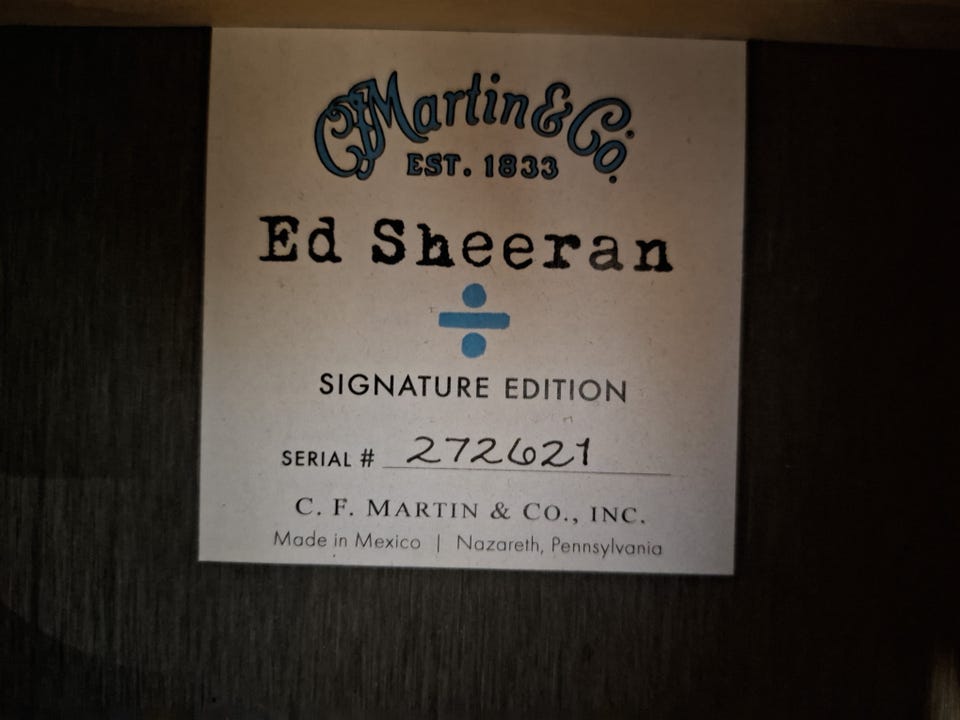 CFMartin & Co.
EST. 1833
Ed Sheeran
÷
SIGNATURE EDITION
SERIAL # 272621
C. F. MARTIN & CO., INC.
Made in Mexico | Nazareth, Pennsylvania